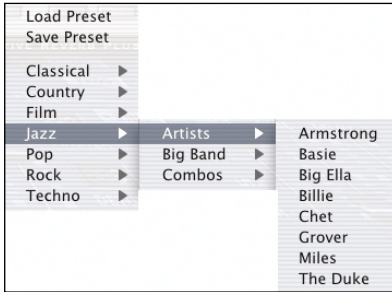 Load Preset
Save Preset
Classical
Country
Film
Jazz
Pop
Rock
Techno
Artists
Big Band
Combos
Armstrong
Basie
Big Ella
Billie
Chet
Grover
Miles
The Duke